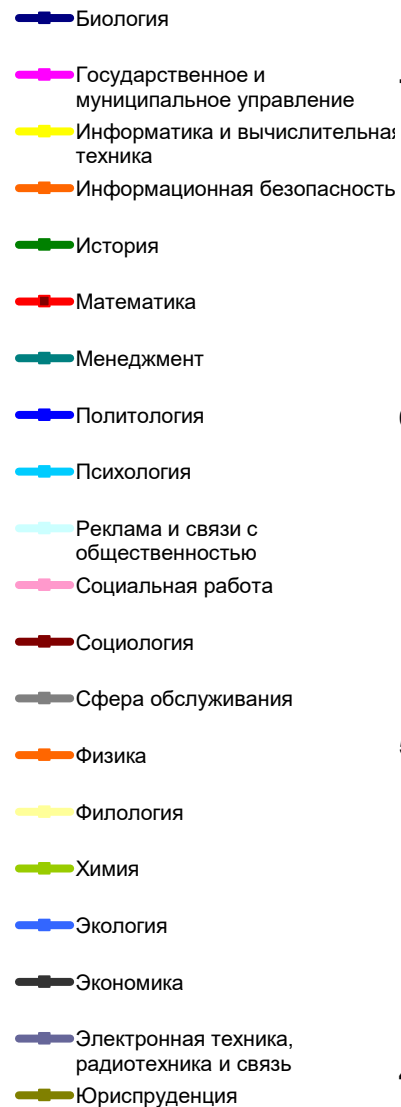 Биология
Государственное и
муниципальное управление
Информатика и вычислительная
техника
Информационная безопасность
История
Математика
Менеджмент
Политология
Психология
Реклама и связи с
общественностью
Социальная работа
Социология
Сфера обслуживания
Физика
Филология
Химия
Экология
Экономика
Электронная техника,
радиотехника и связь
Юриспруденция